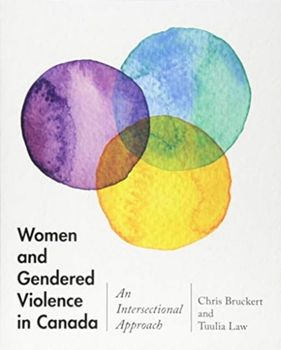 Women
and
Gendered
Violence
in Canada
An
Intersectional
Approach
Chris Bruckert
and
Tuulia Law